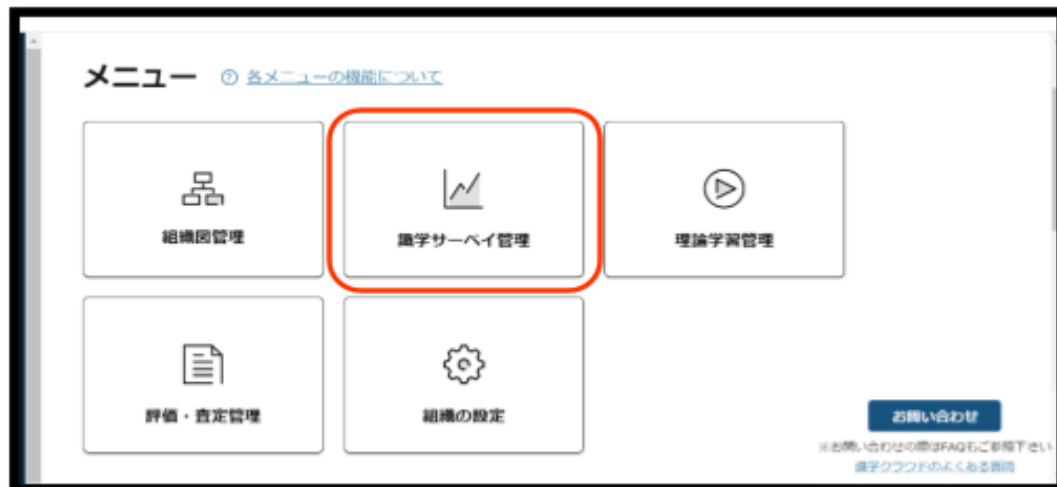 メニュー ? 各メニューの機能について
組織図管理
識学サーベイ管理
理論学習管理
評価・査定管理
組織の設定
お問い合わせ
※お問い合わせの際はFAQもご参照下さい
識学クラウドのよくある質問